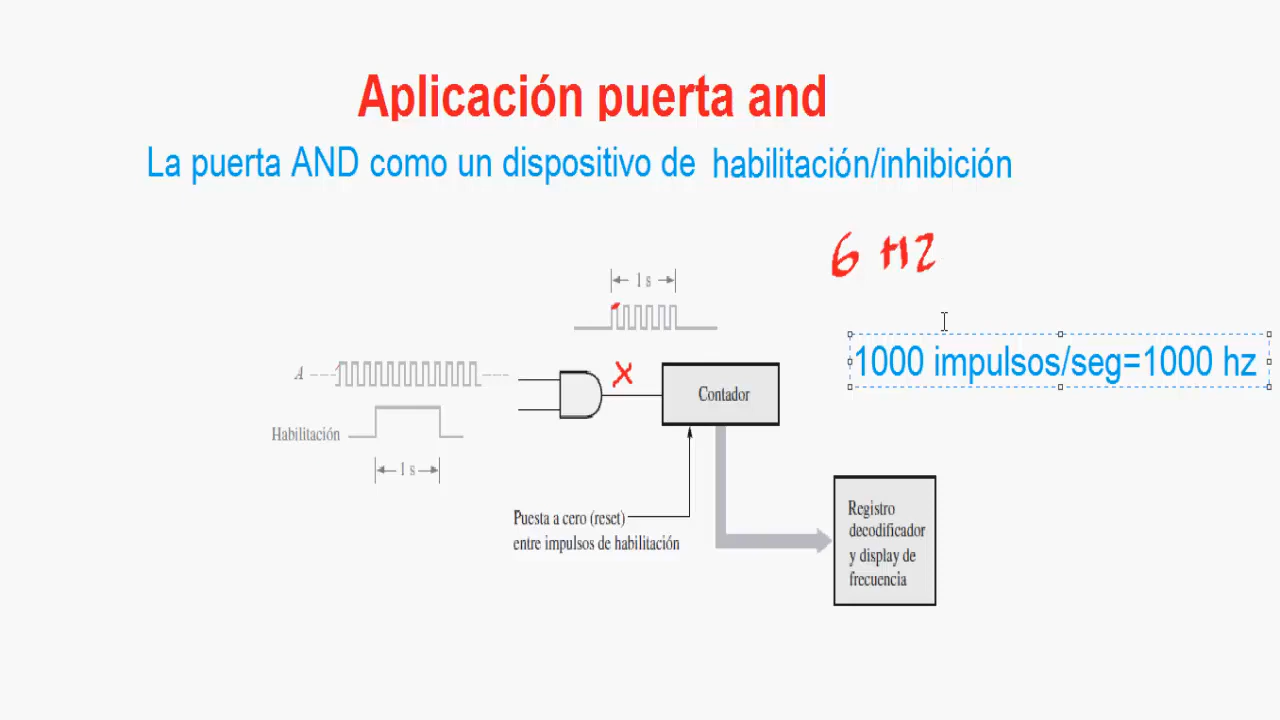 Aplicación puerta and
La puerta AND como un dispositivo de habilitación/inhibición
6 HZ
1 s
1000 impulsos/seg=1000 hz
A
X
Contador
Habilitación
1 s
Puesta a cero (reset)
entre impulsos de habilitación
Registro
decodificador
y display de
frecuencia